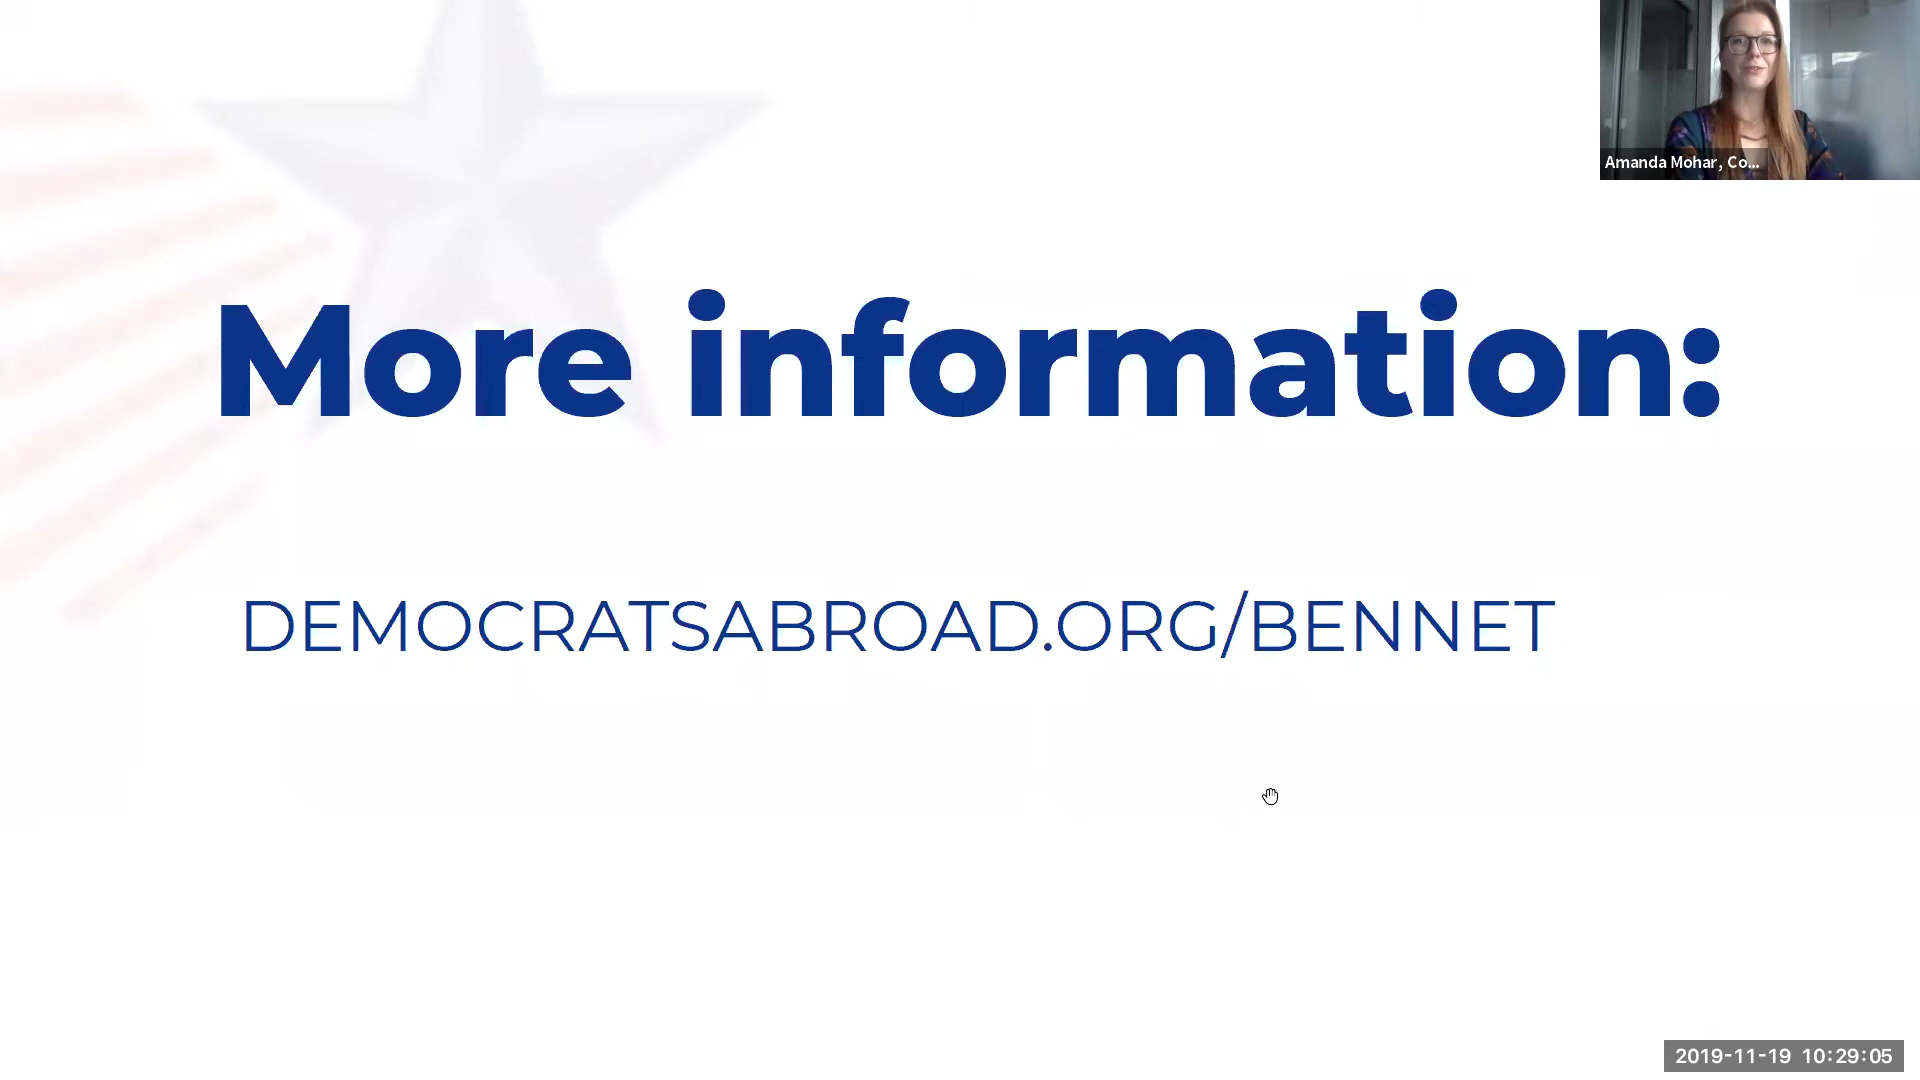 Amanda Mohar, Co...
More information:
DEMOCRATSABROAD.ORG/BENNET
2019-11-19 10:29:05